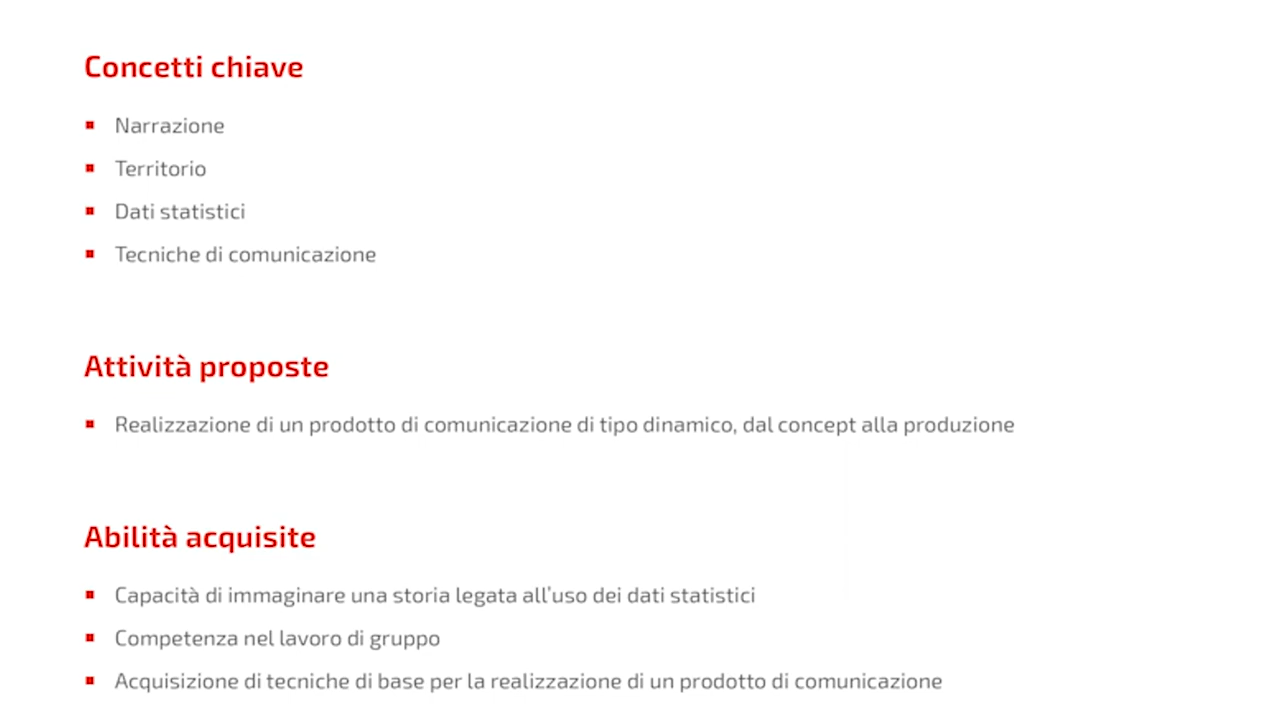 Concetti chiave
Narrazione
Territorio
Dati statistici
Tecniche di comunicazione
Attività proposte
Realizzazione di un prodotto di comunicazione di tipo dinamico, dal concept alla produzione
Abilità acquisite
Capacità di immaginare una storia legata all'uso dei dati statistici
Competenza nel lavoro di gruppo
Acquisizione di tecniche di base per la realizzazione di un prodotto di comunicazione